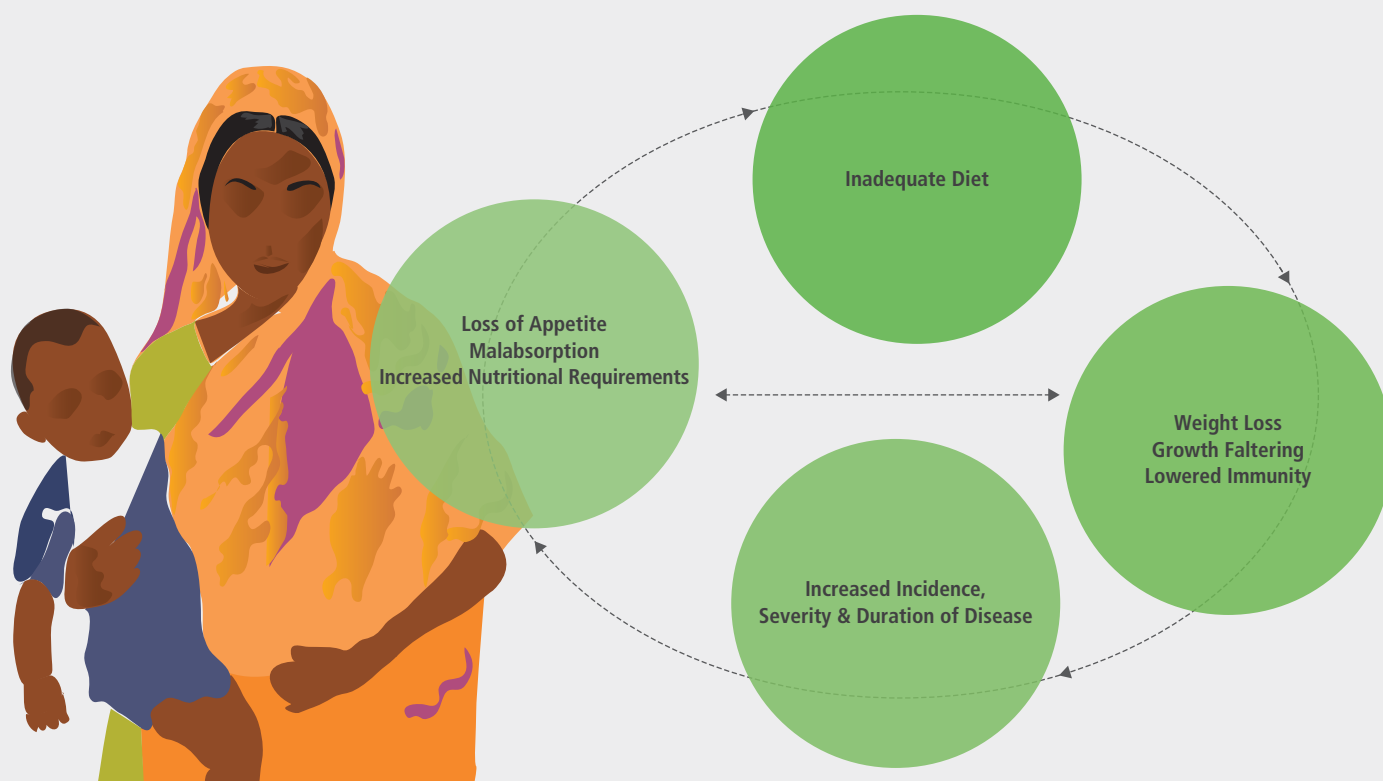 Inadequate Diet
Loss of Appetite
Malabsorption
Increased Nutritional Requirements
Weight Loss
Growth Faltering
Lowered Immunity
Increased Incidence,
Severity & Duration of Disease